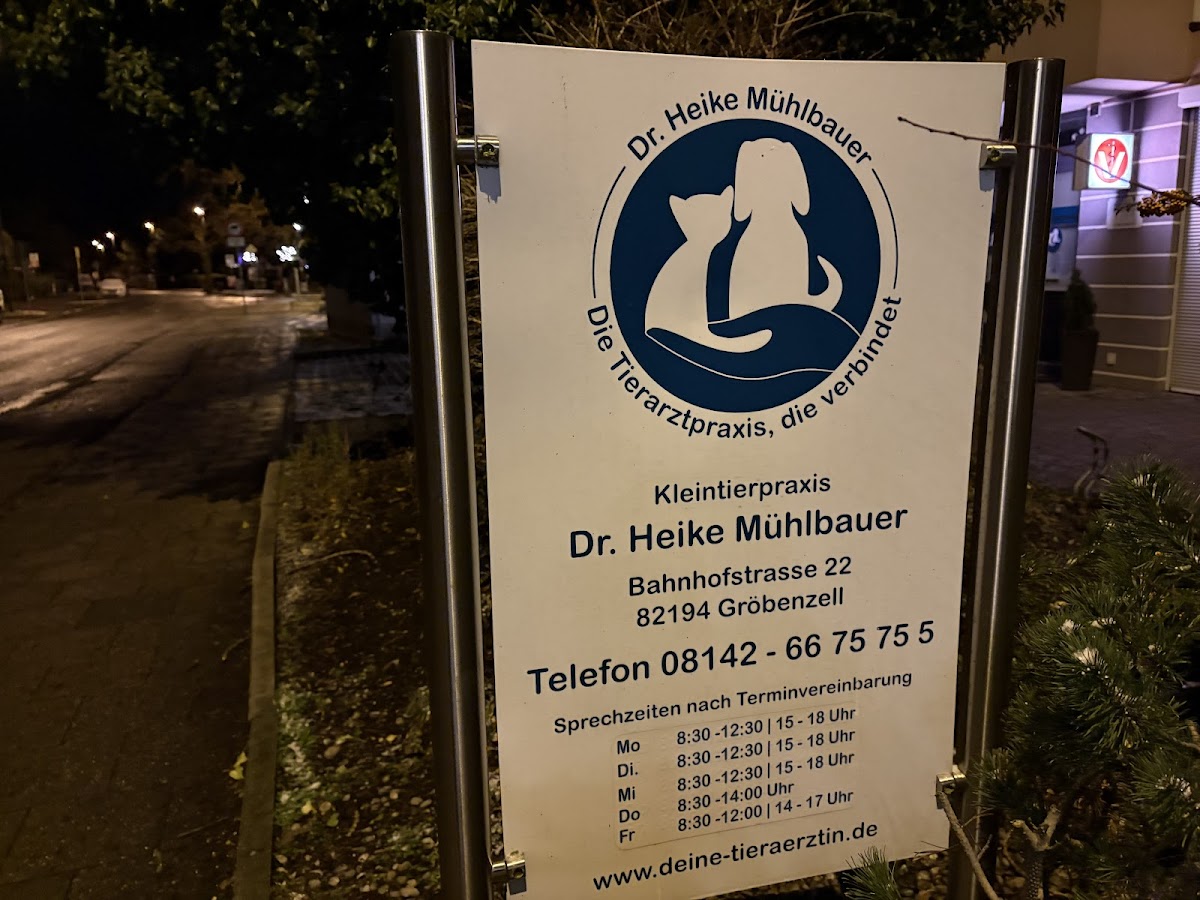 Dr. Heike Mühlbauer
Die Tierarztpraxis, die verbindet
Kleintierpraxis
Dr. Heike Mühlbauer
Bahnhofstrasse 22
82194 Gröbenzell
Telefon 08142 - 66 75 75 5
Sprechzeiten nach Terminvereinbarung
Mo 8:30 -12:30 | 15 - 18 Uhr
Di. 8:30 -12:30 | 15 - 18 Uhr
Mi 8:30 -12:30 | 15 - 18 Uhr
Do 8:30 -14:00 Uhr
Fr 8:30 -12:00 | 14 - 17 Uhr
www.deine-tieraerztin.de
V